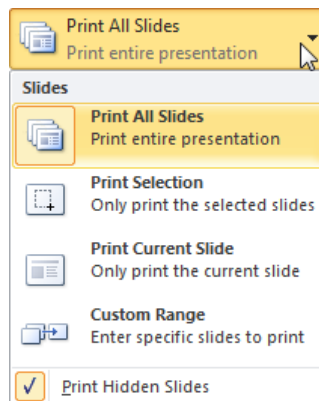 Print All Slides
Print entire presentation
Slides
Print All Slides
Print entire presentation
Print Selection
Only print the selected slides
Print Current Slide
Only print the current slide
Custom Range
Enter specific slides to print
Print Hidden Slides